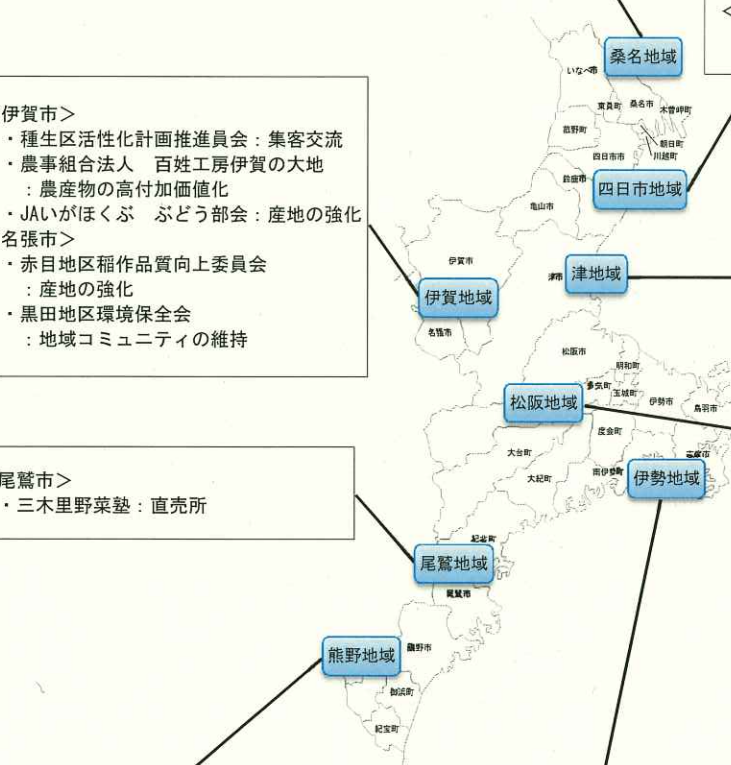 伊賀市＞
・種生区活性化計画推進員会：集客交流
・農事組合法人　百姓工房伊賀の大地
：農産物の高付加価値化
・JAいがほくぶ　ぶどう部会：産地の強化
名張市＞
・赤目地区稲作品質向上委員会
：産地の強化
・黒田地区環境保全会
：地域コミュニティの維持
尾鷲市＞
・三木里野菜塾：直売所
＜
桑名地域
いなべ市
東員町
桑名市
木曽岬町
菰野町
朝日町
川越町
四日市市
鈴鹿市
四日市地域
亀山市
伊賀市
津市
津地域
伊賀地域
名張市
松阪市
明和町
多気町
玉城町
伊勢市
鳥羽市
松阪地域
度会町
大台町
志摩市
南伊勢町
大紀町
伊勢地域
紀北町
尾鷲地域
尾鷲市
熊野地域
熊野市
御浜町
紀宝町